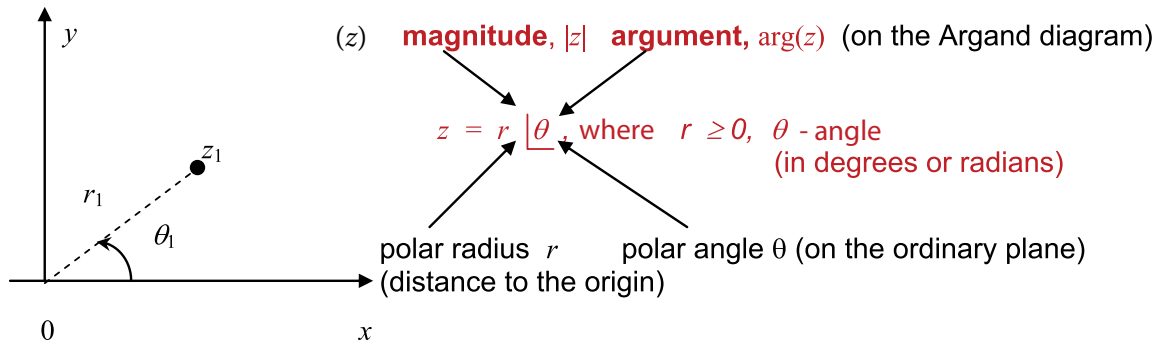 y
(z) magnitude, |z| argument, arg(z) (on the Argand diagram)
z = r |θ , where r ≥ 0, θ - angle
(in degrees or radians)
z₁
r₁
θ₁
polar radius r
polar angle θ (on the ordinary plane)
(distance to the origin)
0
x